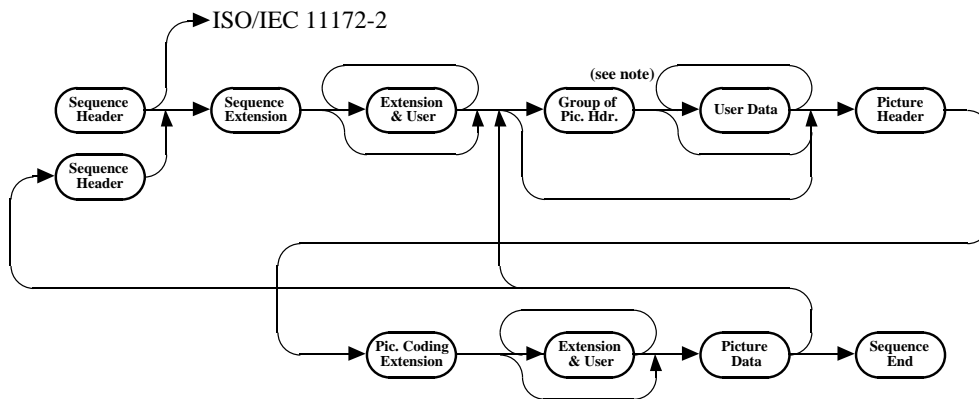 ISO/IEC 11172-2
(see note)
Sequence
Header
Sequence
Extension
Extension
& User
Group of
Pic. Hdr.
User Data
Picture
Header
Sequence
Header
Pic. Coding
Extension
Extension
& User
Picture
Data
Sequence
End